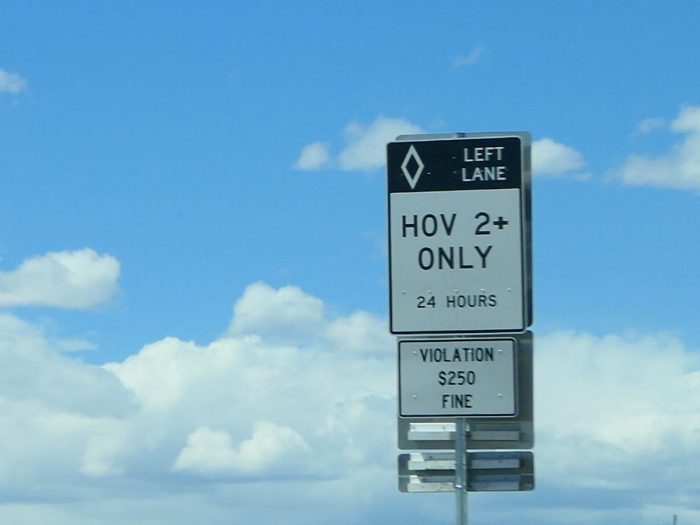 LEFT
LANE
HOV 2+
ONLY
24 HOURS
VIOLATION
$250
FINE